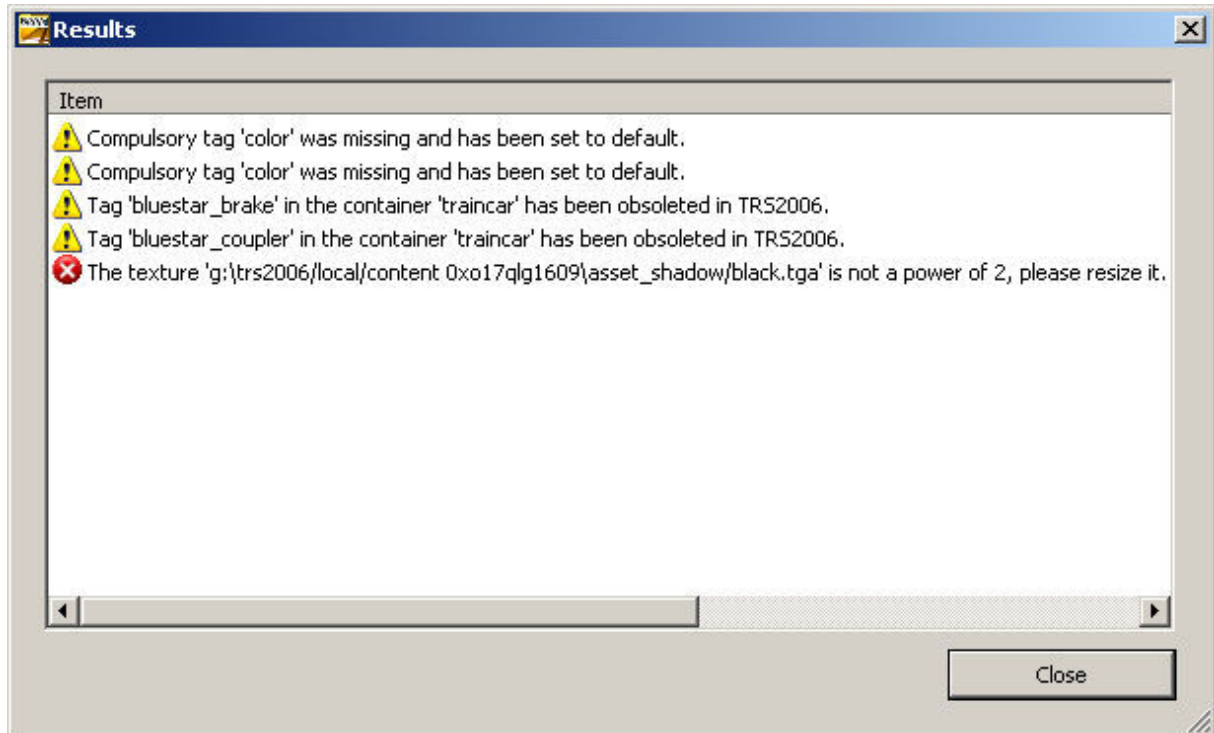 Results
Item
Compulsory tag 'color' was missing and has been set to default.
Compulsory tag 'color' was missing and has been set to default.
Tag 'bluestar_brake' in the container 'traincar' has been obsoleted in TRS2006.
Tag 'bluestar_coupler' in the container 'traincar' has been obsoleted in TRS2006.
The texture 'g:\trs2006/local/content 0xo17qlg1609\asset_shadow/black.tga' is not a power of 2, please resize it.
Close